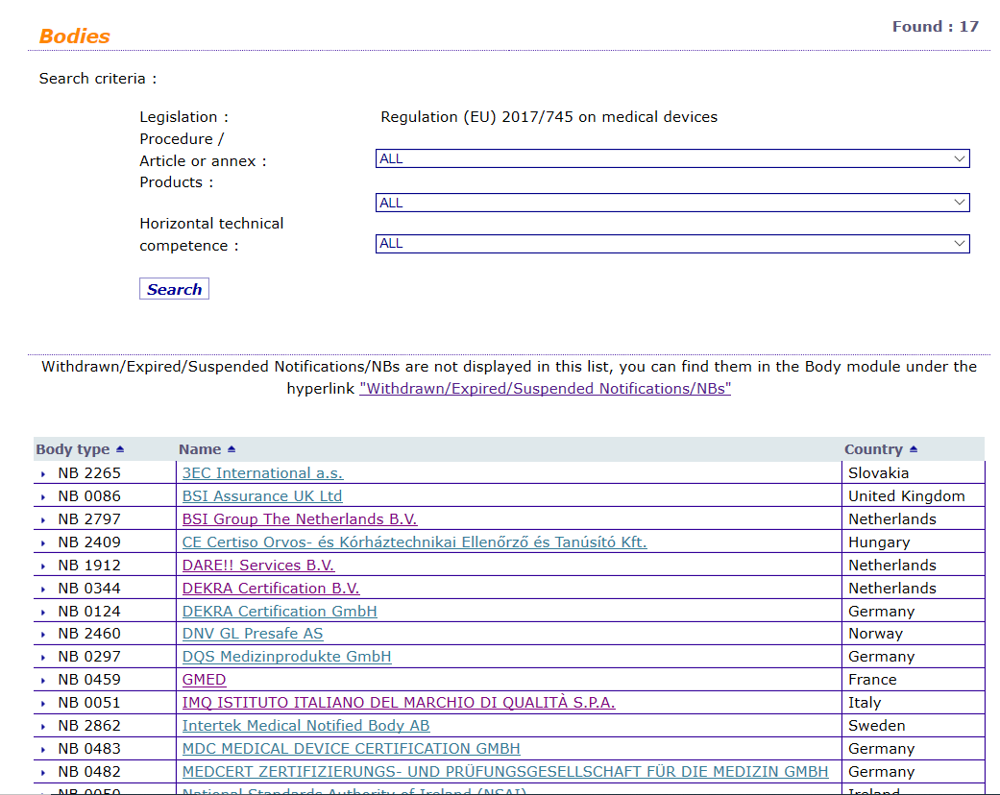 Bodies
Found : 17
Search criteria :
Legislation : Regulation (EU) 2017/745 on medical devices
Procedure /
Article or annex : ALL
Products :
ALL
Horizontal technical
competence : ALL
Search
Withdrawn/Expired/Suspended Notifications/NBs are not displayed in this list, you can find them in the Body module under the
hyperlink "Withdrawn/Expired/Suspended Notifications/NBs"
Body type Name Country
NB 2265 3EC International a.s. Slovakia
NB 0086 BSI Assurance UK Ltd United Kingdom
NB 2797 BSI Group The Netherlands B.V. Netherlands
NB 2409 CE Certiso Orvos- és Kórháztechnikai Ellenőrző és Tanúsító Kft. Hungary
NB 1912 DARE!! Services B.V. Netherlands
NB 0344 DEKRA Certification B.V. Netherlands
NB 0124 DEKRA Certification GmbH Germany
NB 2460 DNV GL Presafe AS Norway
NB 0297 DQS Medizinprodukte GmbH Germany
NB 0459 GMED France
NB 0051 IMQ ISTITUTO ITALIANO DEL MARCHIO DI QUALITÀ S.P.A. Italy
NB 2862 Intertek Medical Notified Body AB Sweden
NB 0483 MDC MEDICAL DEVICE CERTIFICATION GMBH Germany
NB 0482 MEDCERT ZERTIFIZIERUNGS- UND PRÜFUNGSGESELLSCHAFT FÜR DIE MEDIZIN GMBH Germany
NB 0050 National Standards Authority of Ireland (NSAI) Ireland